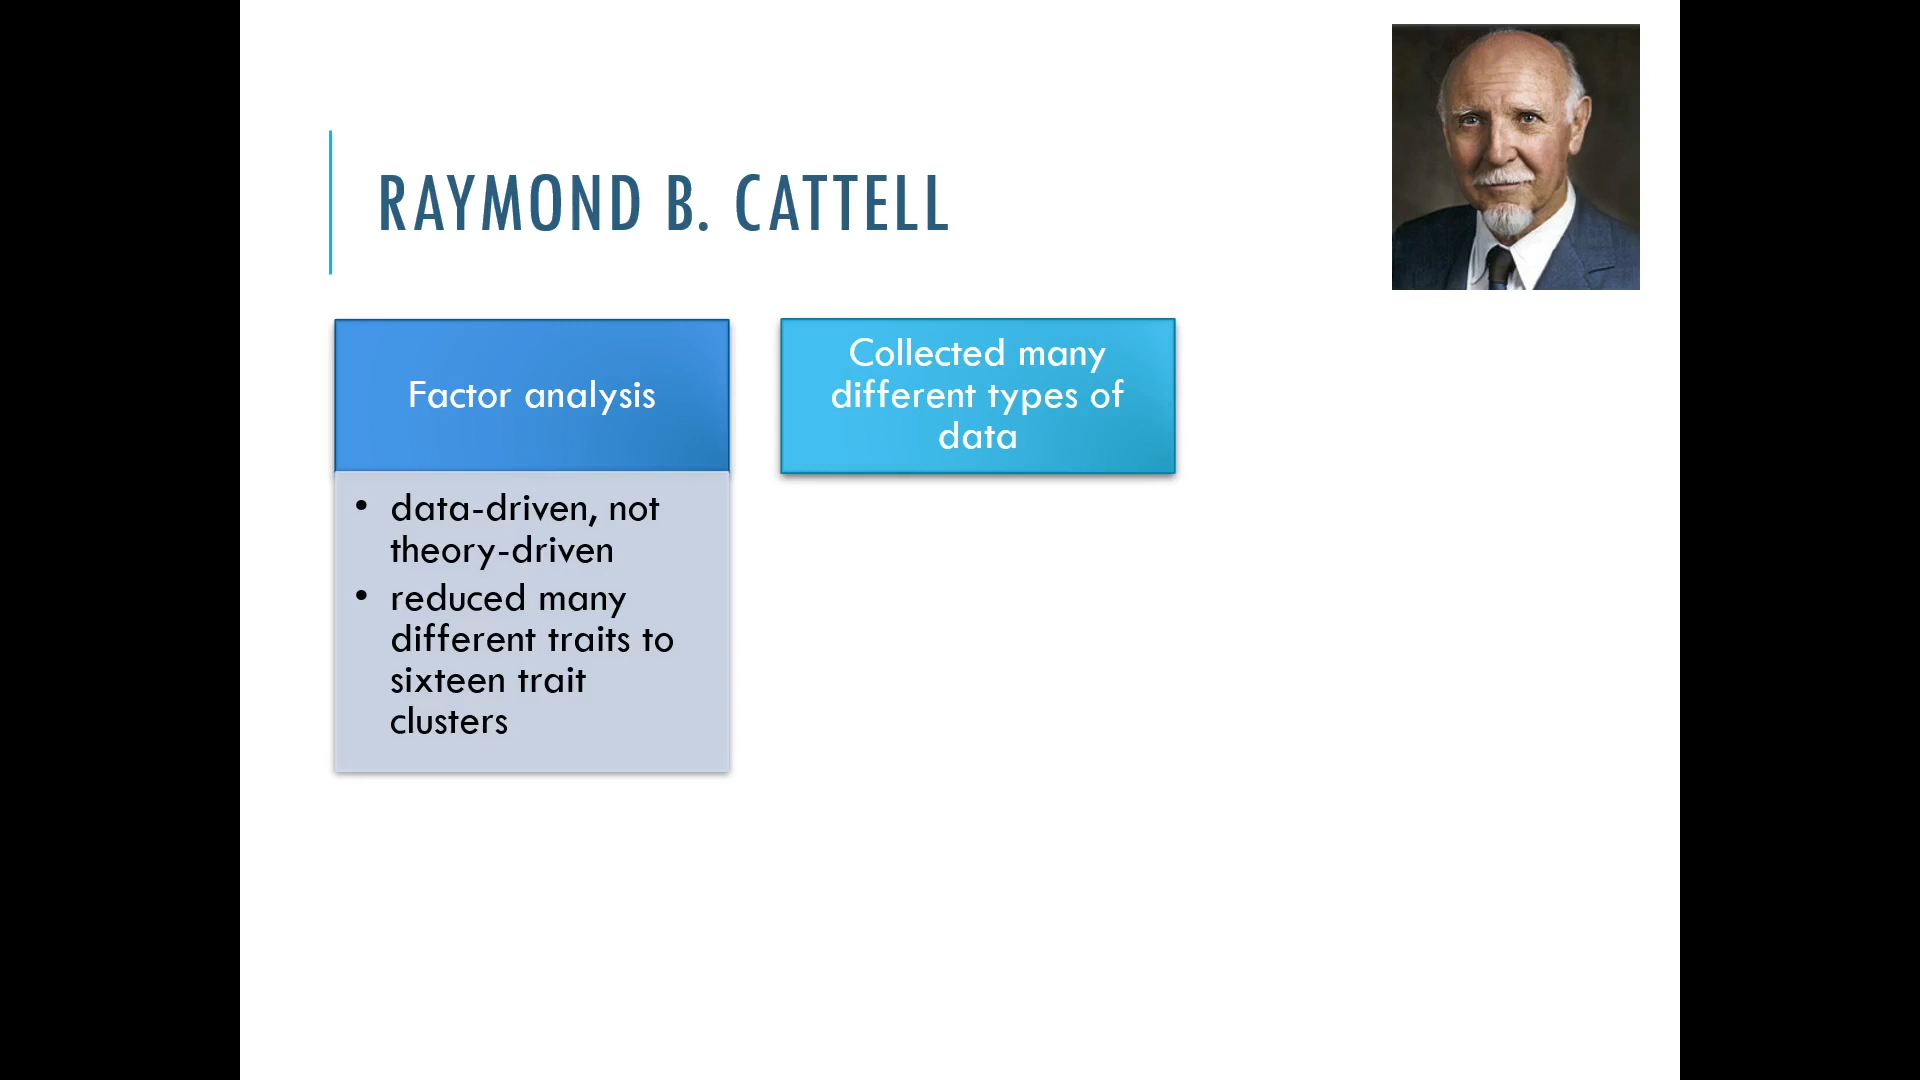 RAYMOND B. CATTELL
Factor analysis
• data-driven, not
theory-driven
• reduced many
different traits to
sixteen trait
clusters
Collected many
different types of
data